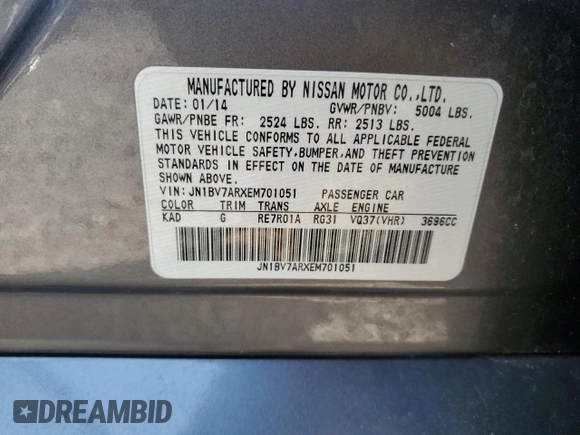 MANUFACTURED BY NISSAN MOTOR CO.,LTD.
DATE: 01/14 GVWR/PNBV: 5004 LBS.
GAWR/PNBE FR: 2524 LBS. RR: 2513 LBS.
THIS VEHICLE CONFORMS TO ALL APPLICABLE FEDERAL
MOTOR VEHICLE SAFETY,BUMPER,AND THEFT PREVENTION
STANDARDS IN EFFECT ON THE DATE OF MANUFACTURE
SHOWN ABOVE.
VIN:JN1BV7ARXEM701051 PASSENGER CAR
COLOR TRIM TRANS AXLE ENGINE
KAD G RE7R01A RG31 VQ37(VHR) 3696CC
JN1BV7ARXEM701051
DREAMBID